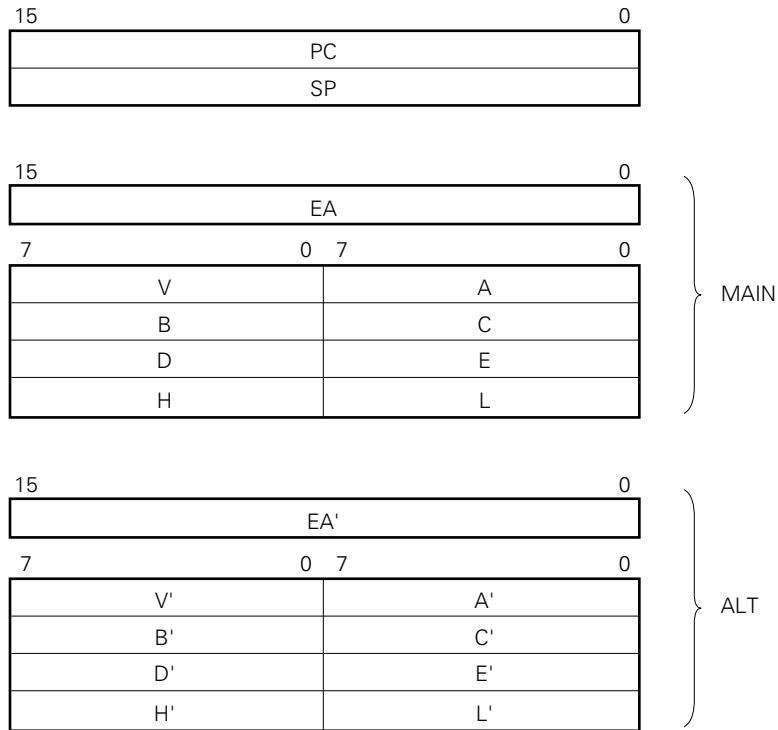 15 0
PC
SP
15 0
EA
7 0 7 0
V A
B C
D E
H L
MAIN
15 0
EA'
7 0 7 0
V' A'
B' C'
D' E'
H' L'
ALT